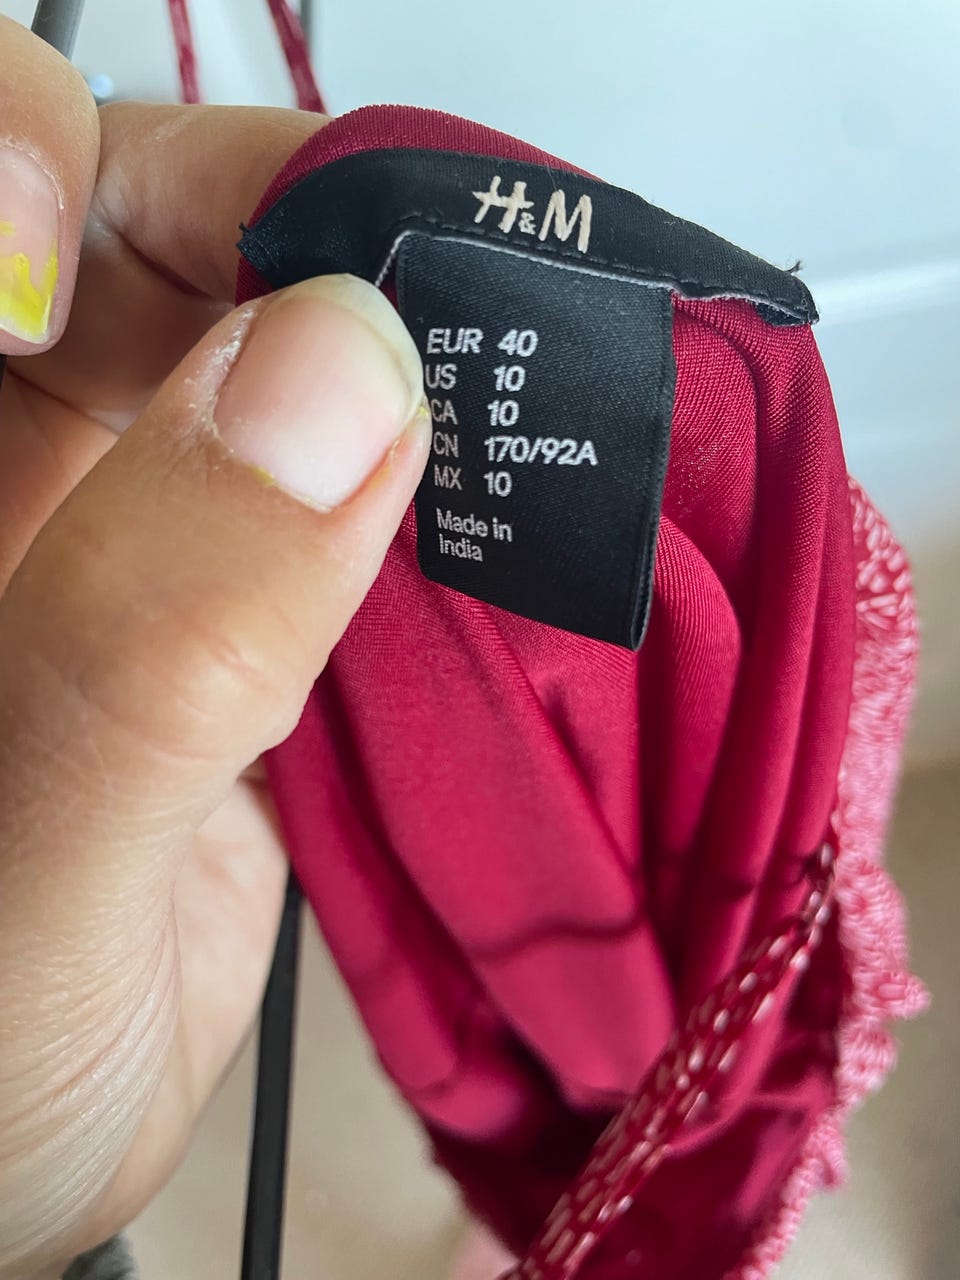 H&M
EUR 40
US 10
CA 10
CN 170/92A
MX 10
Made in
India